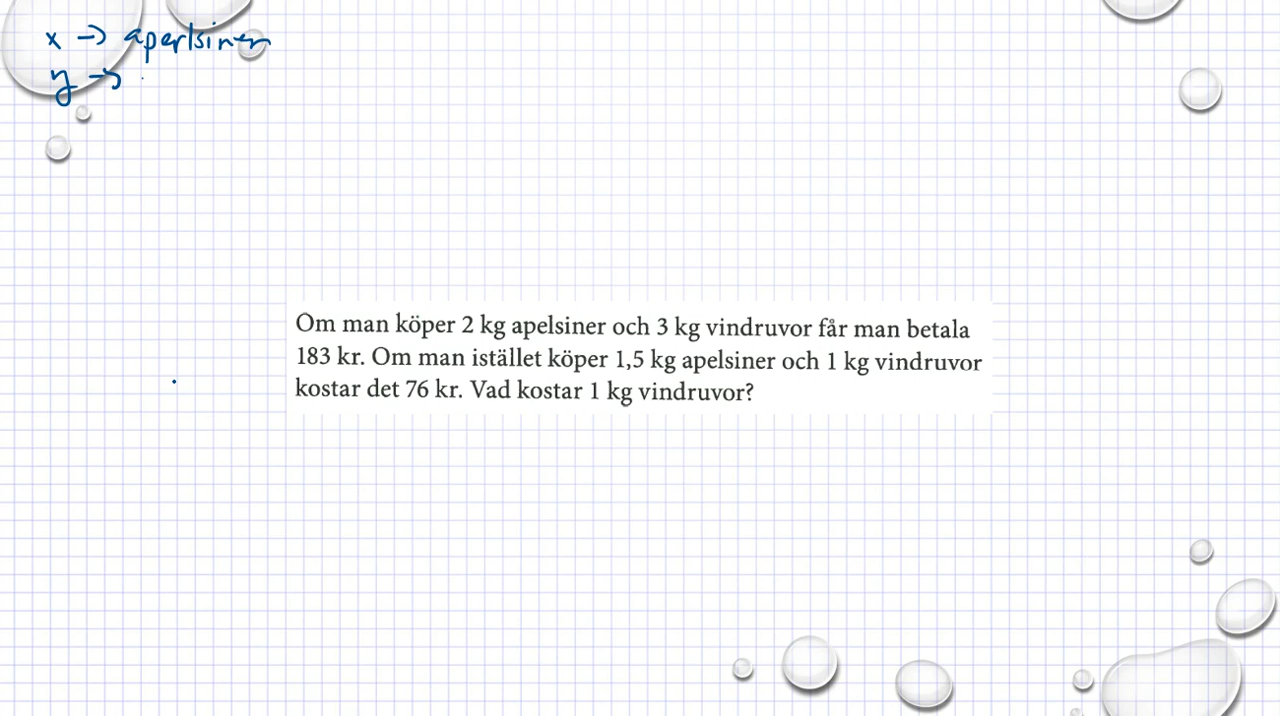 x → aperlsiner
y →
Om man köper 2 kg apelsiner och 3 kg vindruvor får man betala
183 kr. Om man istället köper 1,5 kg apelsiner och 1 kg vindruvor
kostar det 76 kr. Vad kostar 1 kg vindruvor?